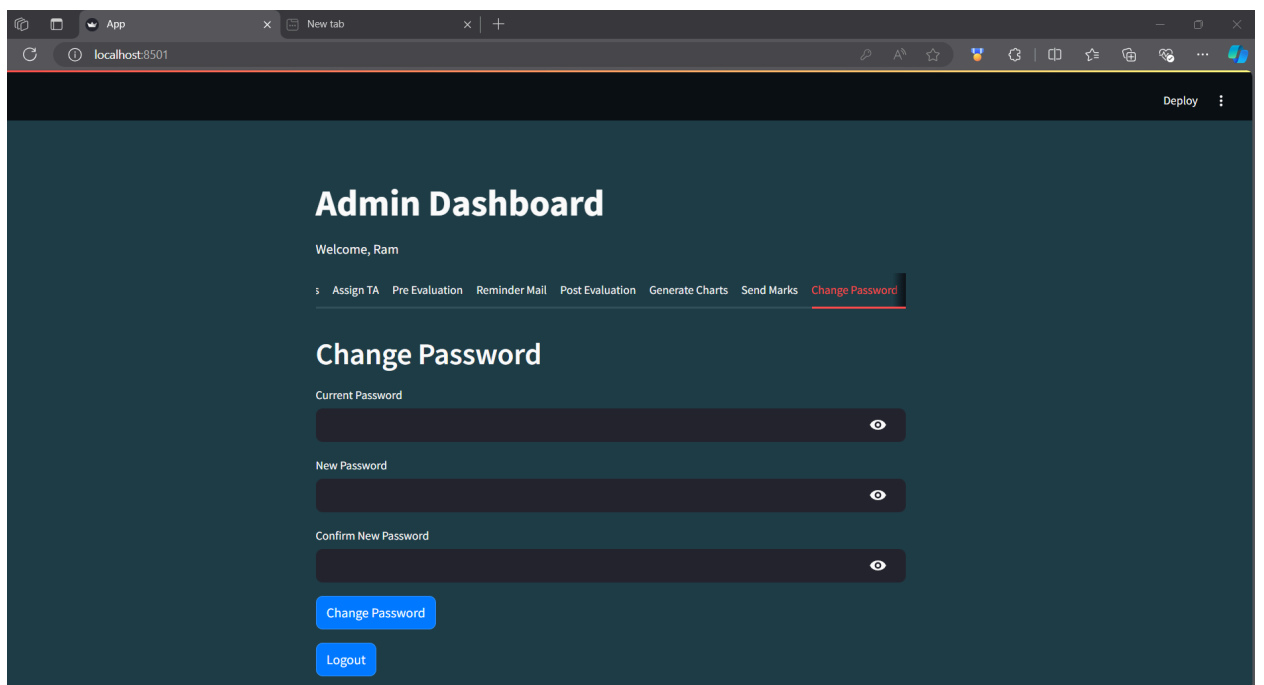 App
New tab
localhost:8501
Deploy
Admin Dashboard
Welcome, Ram
s Assign TA Pre Evaluation Reminder Mail Post Evaluation Generate Charts Send Marks Change Password
Change Password
Current Password
New Password
Confirm New Password
Change Password
Logout